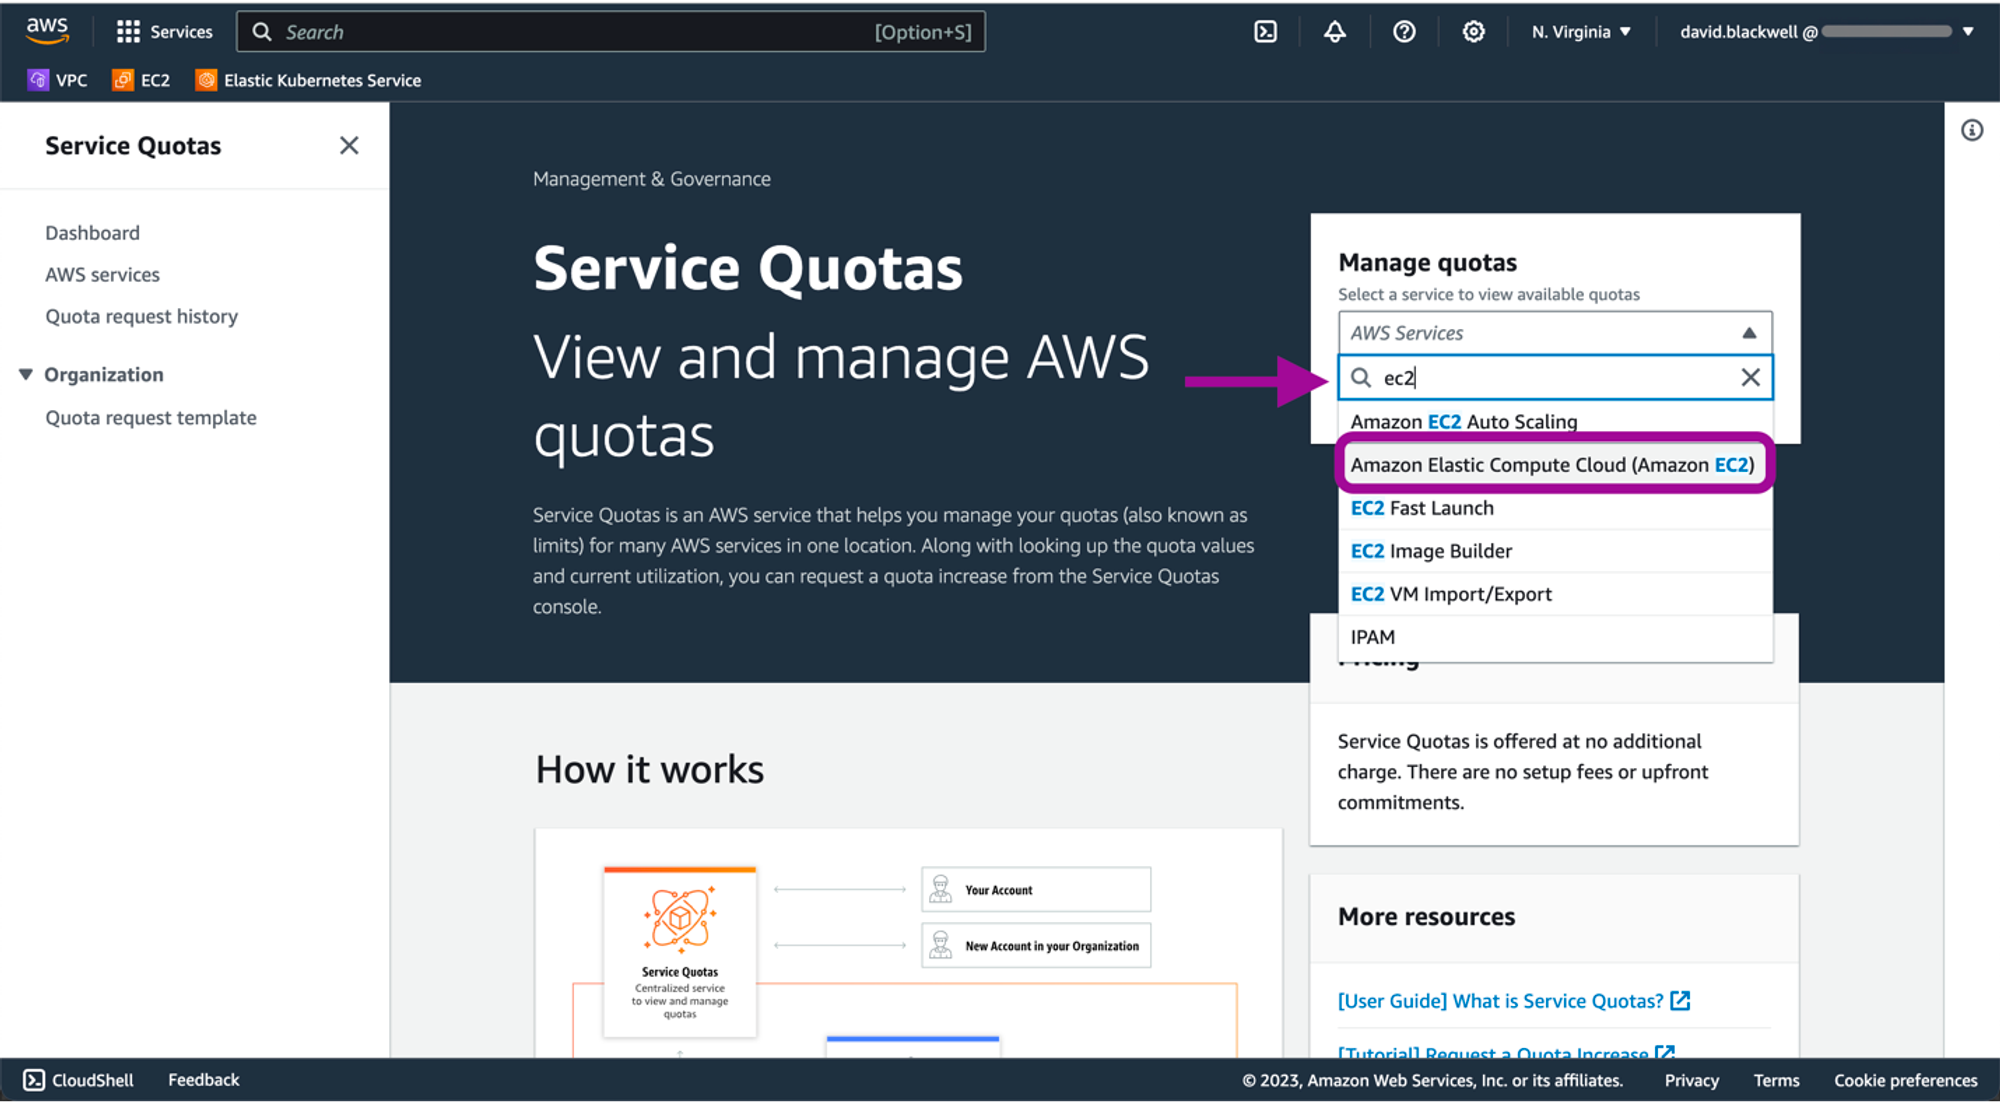 aws
Services
Search [Option+S]
N. Virginia
david.blackwell @
VPC
EC2
Elastic Kubernetes Service
Service Quotas
Dashboard
AWS services
Quota request history
Organization
Quota request template
Management & Governance
Service Quotas
View and manage AWS
quotas
Service Quotas is an AWS service that helps you manage your quotas (also known as
limits) for many AWS services in one location. Along with looking up the quota values
and current utilization, you can request a quota increase from the Service Quotas
console.
Manage quotas
Select a service to view available quotas
AWS Services
ec2
Amazon EC2 Auto Scaling
Amazon Elastic Compute Cloud (Amazon EC2)
EC2 Fast Launch
EC2 Image Builder
EC2 VM Import/Export
IPAM
Pricing
Service Quotas is offered at no additional
charge. There are no setup fees or upfront
commitments.
How it works
Service Quotas
Centralized service
to view and manage
quotas
Your Account
New Account in your Organization
More resources
[User Guide] What is Service Quotas?
[Tutorial] Request a Quota Increase
CloudShell
Feedback
© 2023, Amazon Web Services, Inc. or its affiliates.
Privacy
Terms
Cookie preferences